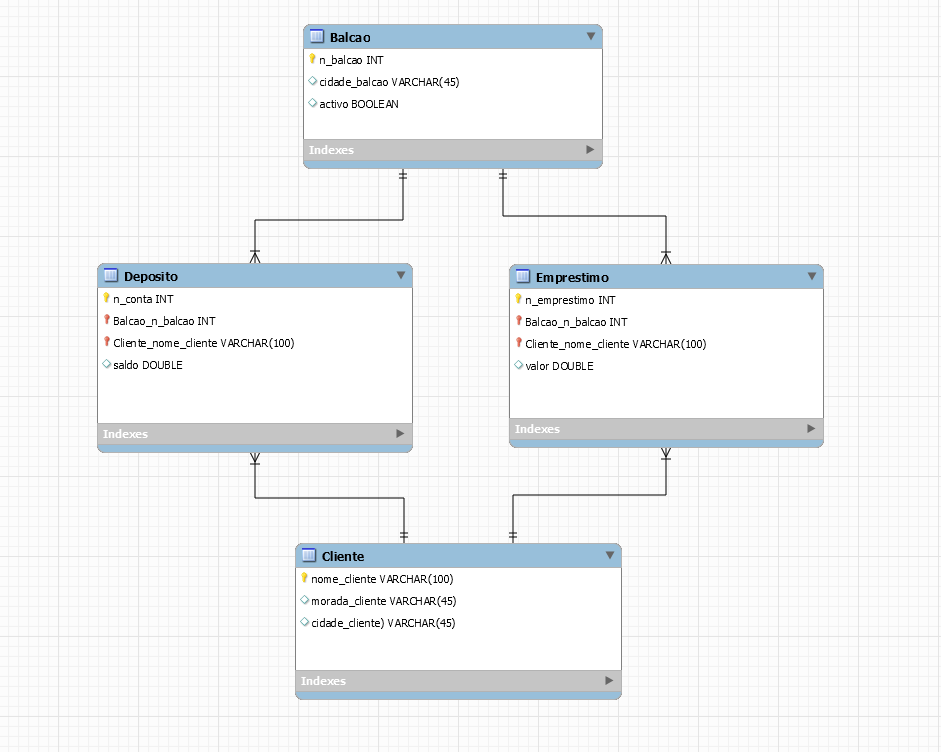 Balcao
n_balcao INT
cidade_balcao VARCHAR(45)
activo BOOLEAN
Indexes
Deposito
n_conta INT
Balcao_n_balcao INT
Cliente_nome_cliente VARCHAR(100)
saldo DOUBLE
Indexes
Emprestimo
n_emprestimo INT
Balcao_n_balcao INT
Cliente_nome_cliente VARCHAR(100)
valor DOUBLE
Indexes
Cliente
nome_cliente VARCHAR(100)
morada_cliente VARCHAR(45)
cidade_cliente) VARCHAR(45)
Indexes